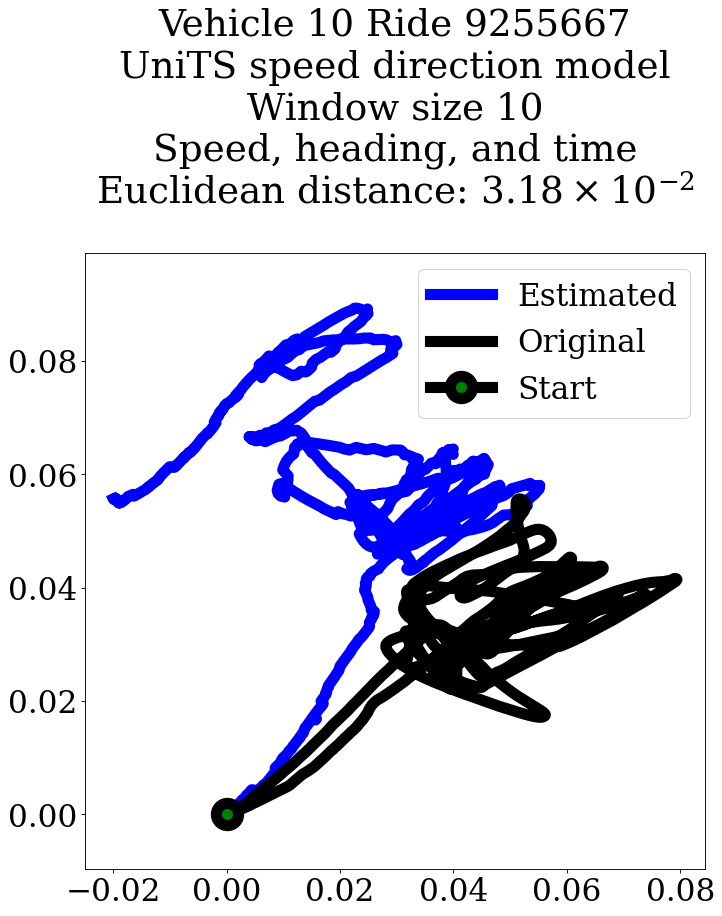 Vehicle 10 Ride 9255667
UniTS speed direction model
Window size 10
Speed, heading, and time
Euclidean distance: 3.18 × 10⁻²
Estimated
Original
Start
0.08
0.06
0.04
0.02
0.00
−0.02 0.00 0.02 0.04 0.06 0.08